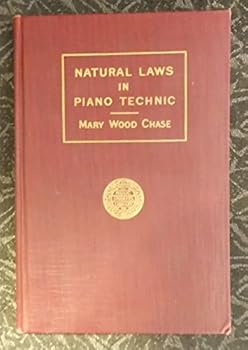 NATURAL LAWS
IN
PIANO TECHNIC
MARY WOOD CHASE